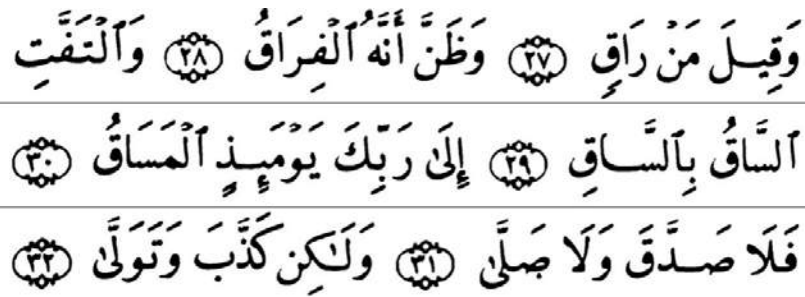 وَقِيلَ مَنْ رَاقٍ ٢٧ وَظَنَّ أَنَّهُ ٱلْفِرَاقُ ٢٨ وَٱلْتَفَّتِ
ٱلسَّاقُ بِٱلسَّاقِ ٢٩ إِلَىٰ رَبِّكَ يَوْمَئِذٍ ٱلْمَسَاقُ ٣٠
فَلَا صَدَّقَ وَلَا صَلَّىٰ ٣١ وَلَٰكِن كَذَّبَ وَتَوَلَّىٰ ٣٢